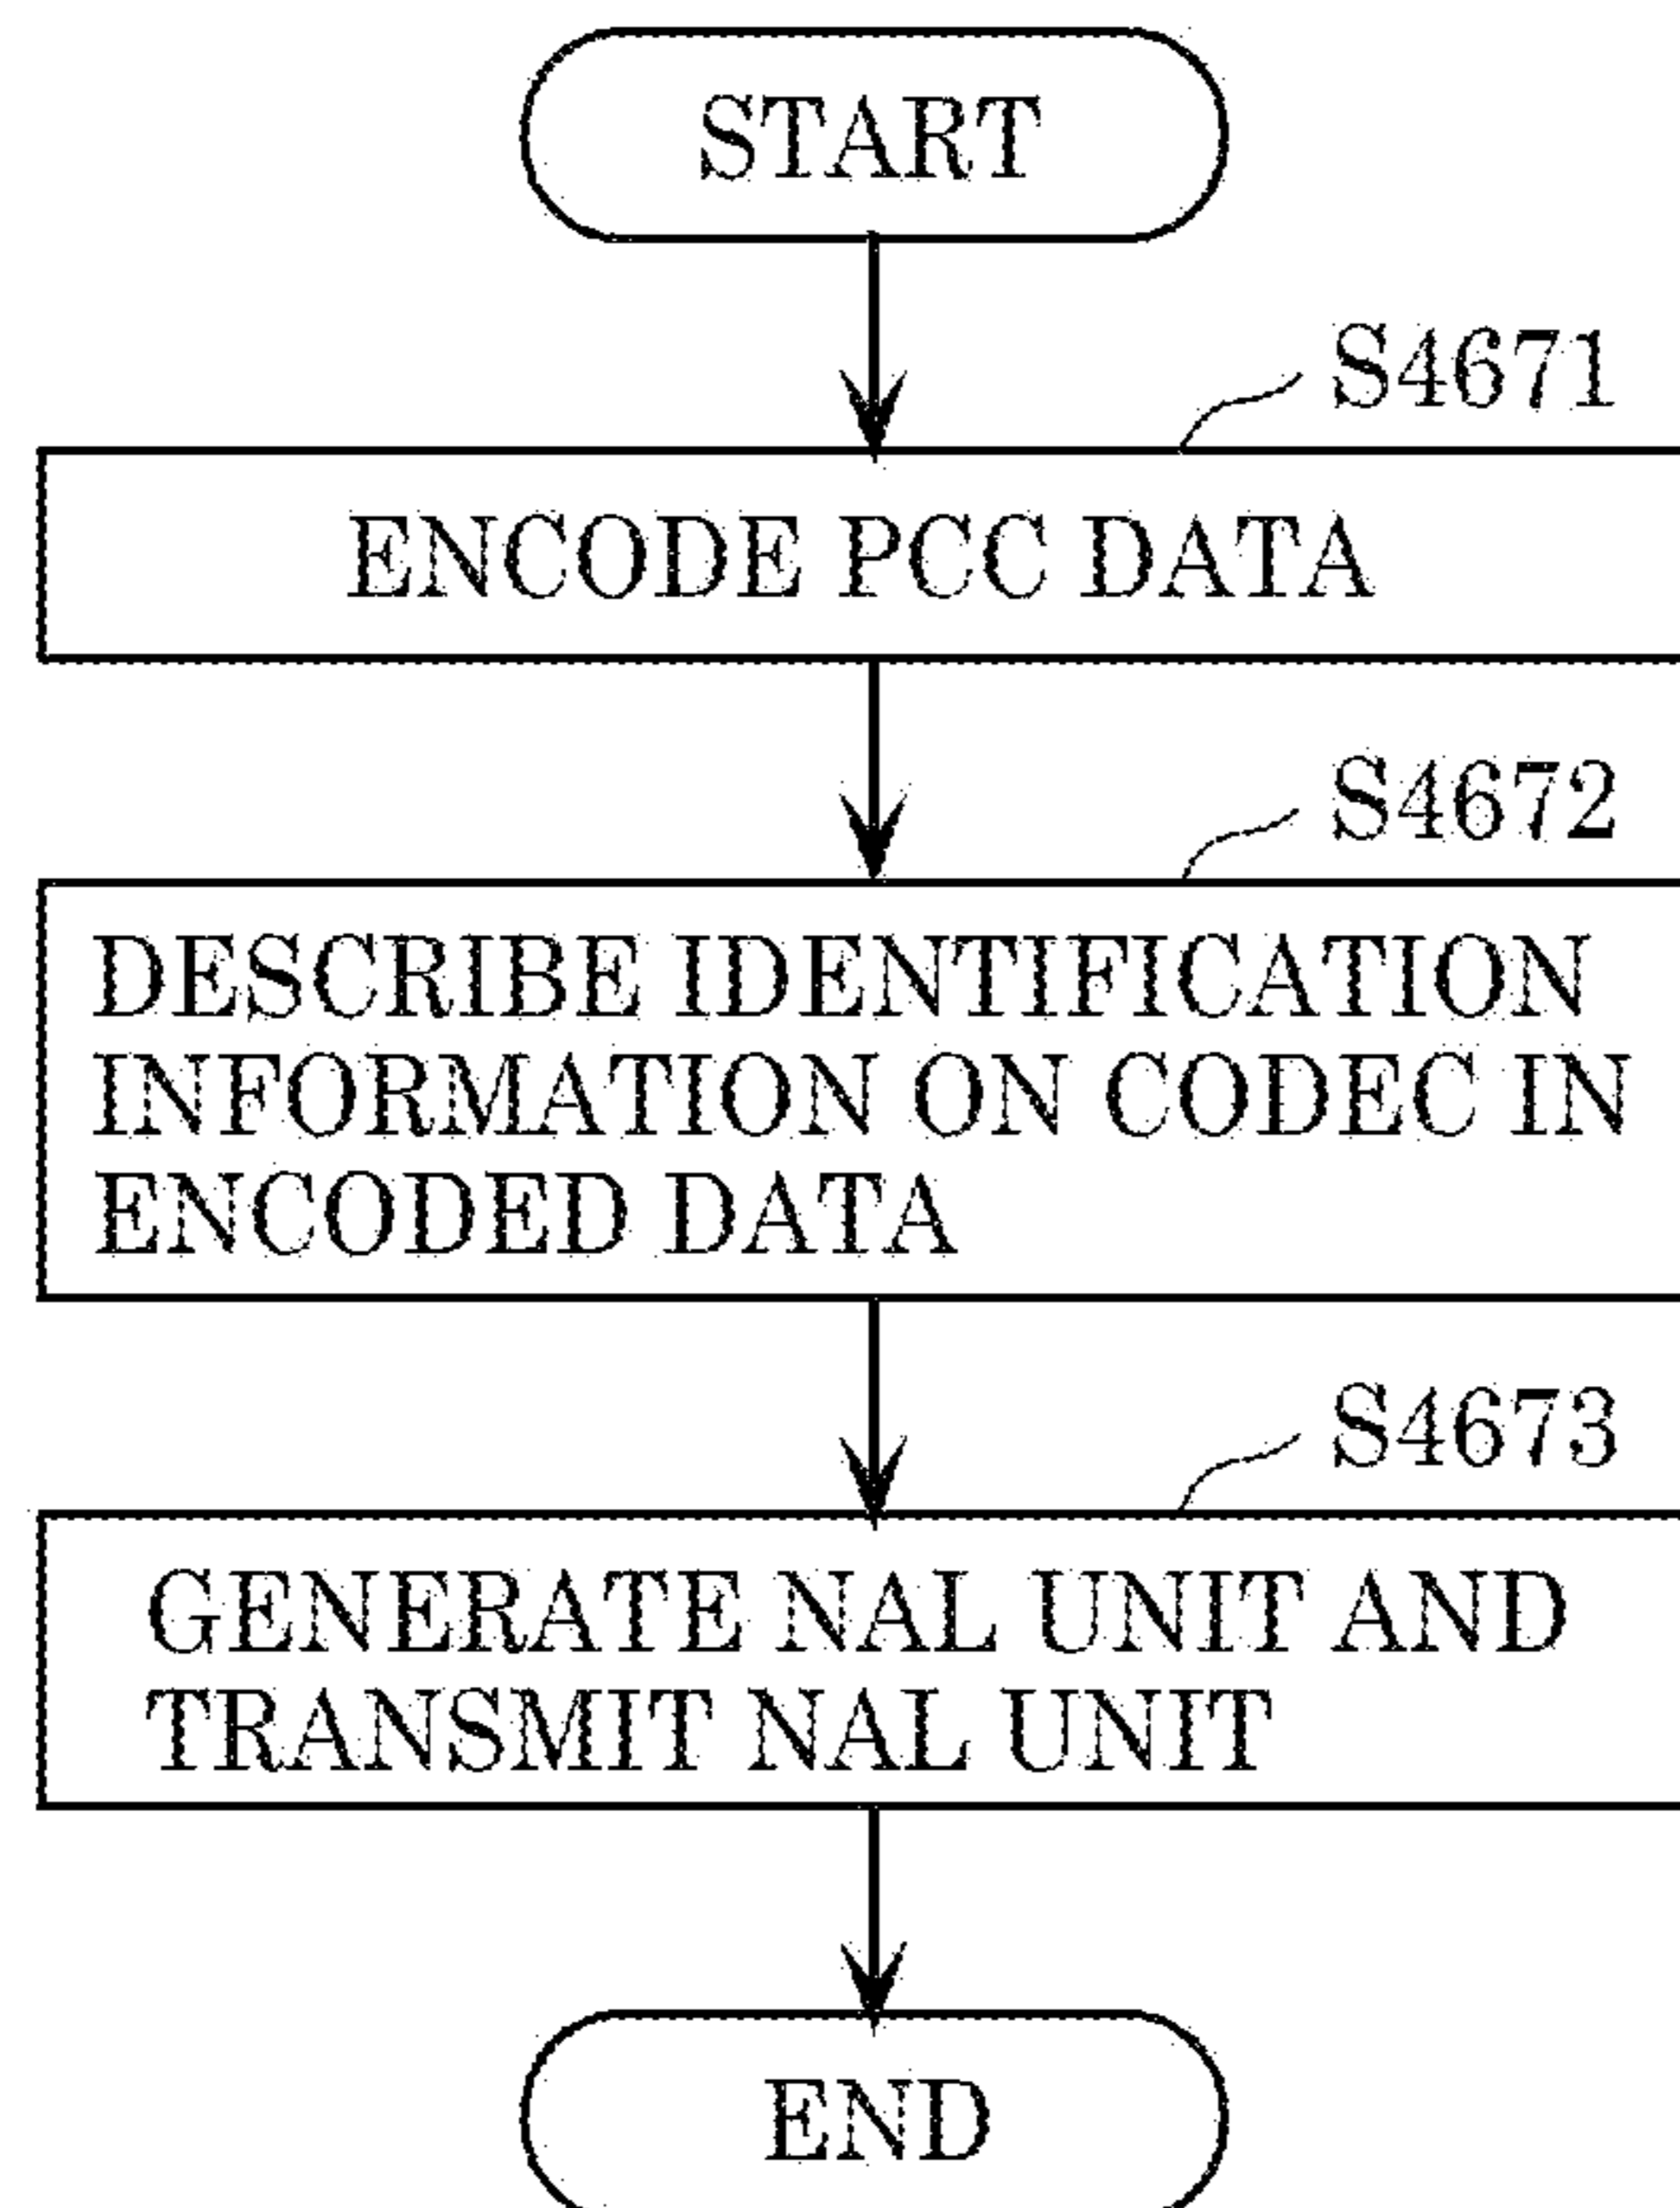 START
S4671
ENCODE PCC DATA
S4672
DESCRIBE IDENTIFICATION
INFORMATION ON CODEC IN
ENCODED DATA
S4673
GENERATE NAL UNIT AND
TRANSMIT NAL UNIT
END